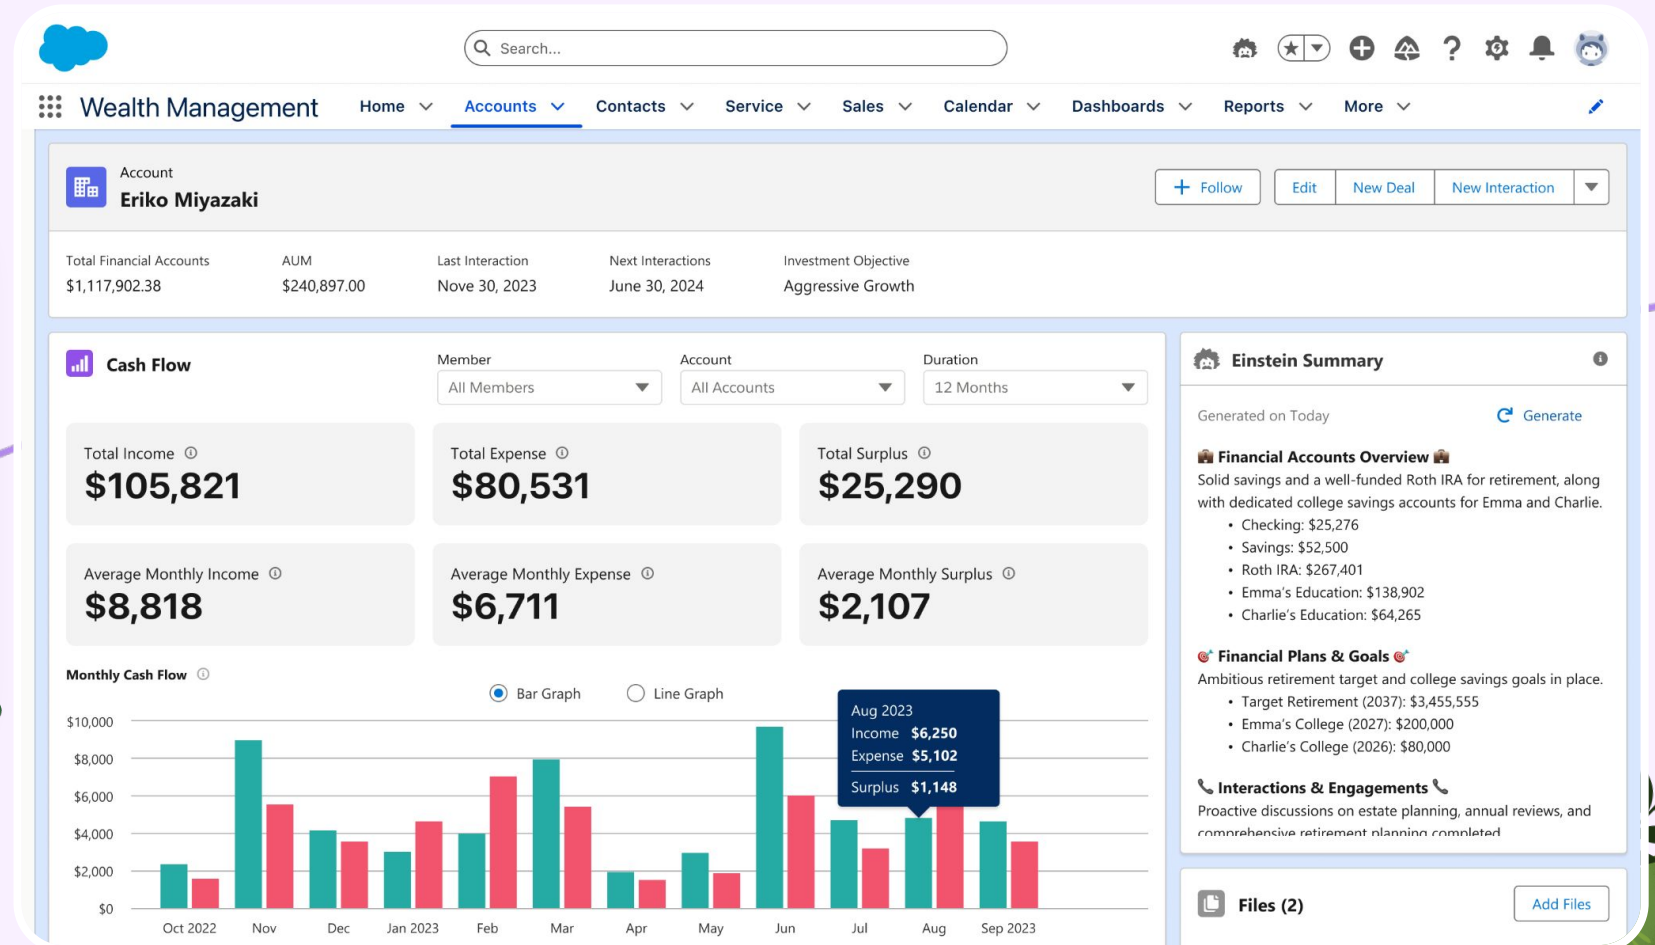 Search...
Wealth Management
Home
Accounts
Contacts
Service
Sales
Calendar
Dashboards
Reports
More
Account
Eriko Miyazaki
Follow
Edit
New Deal
New Interaction
Total Financial Accounts
$1,117,902.38
AUM
$240,897.00
Last Interaction
Nove 30, 2023
Next Interactions
June 30, 2024
Investment Objective
Aggressive Growth
Cash Flow
Member
All Members
Account
All Accounts
Duration
12 Months
Total Income
$105,821
Total Expense
$80,531
Total Surplus
$25,290
Average Monthly Income
$8,818
Average Monthly Expense
$6,711
Average Monthly Surplus
$2,107
Monthly Cash Flow
Bar Graph
Line Graph
$10,000
$8,000
$6,000
$4,000
$2,000
$0
Aug 2023
Income $6,250
Expense $5,102
Surplus $1,148
Oct 2022
Nov
Dec
Jan 2023
Feb
Mar
Apr
May
Jun
Jul
Aug
Sep 2023
Einstein Summary
Generated on Today
Generate
Financial Accounts Overview
Solid savings and a well-funded Roth IRA for retirement, along
with dedicated college savings accounts for Emma and Charlie.
• Checking: $25,276
• Savings: $52,500
• Roth IRA: $267,401
• Emma's Education: $138,902
• Charlie's Education: $64,265
Financial Plans & Goals
Ambitious retirement target and college savings goals in place.
• Target Retirement (2037): $3,455,555
• Emma's College (2027): $200,000
• Charlie's College (2026): $80,000
Interactions & Engagements
Proactive discussions on estate planning, annual reviews, and
comprehensive retirement planning completed
Files (2)
Add Files